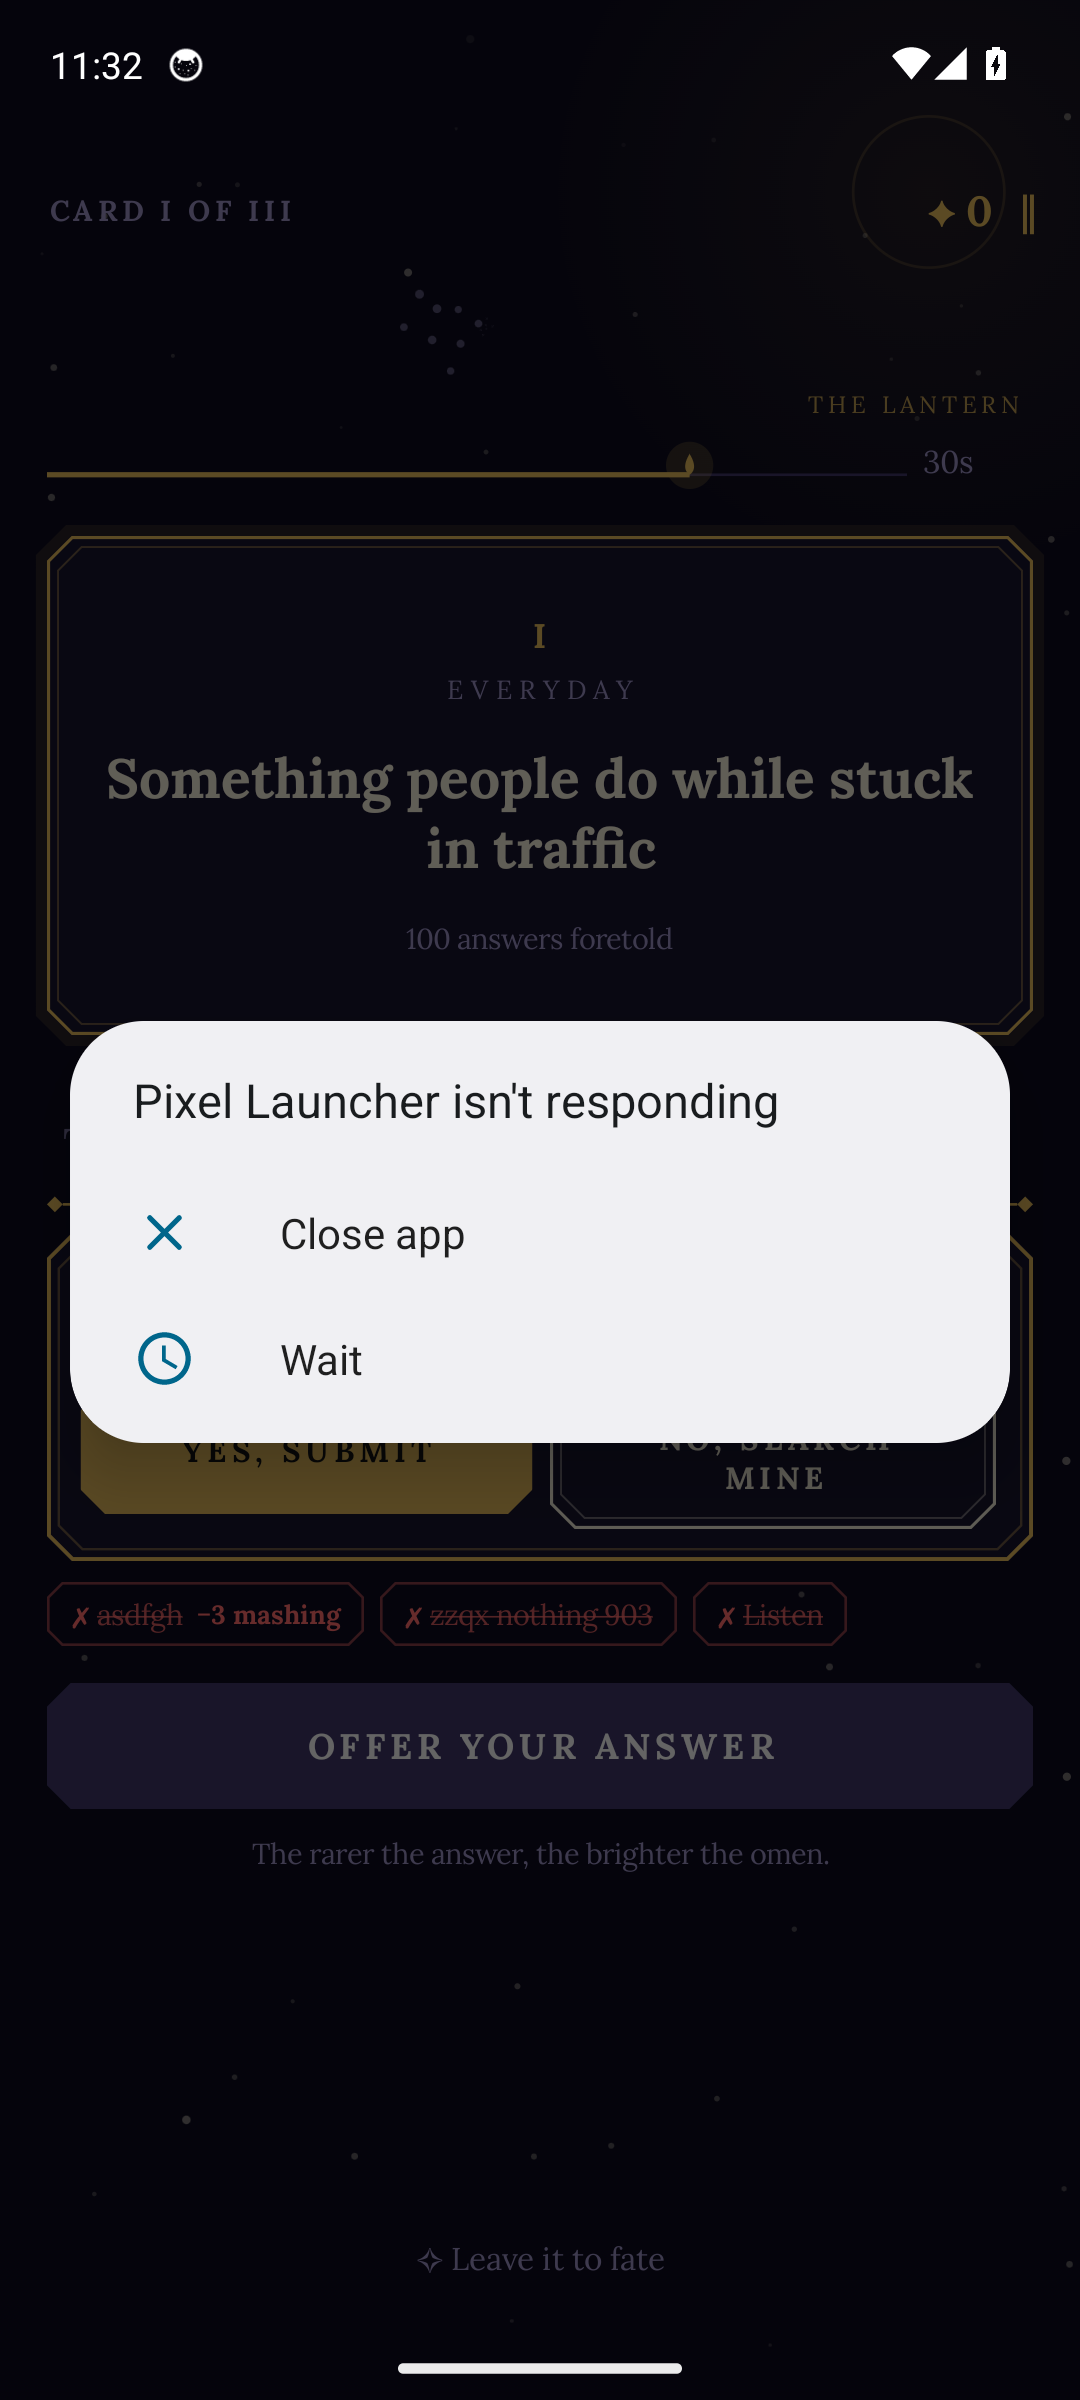 11:32
CARD I OF III
0
THE LANTERN
30s
I
EVERYDAY
Something people do while stuck
in traffic
100 answers foretold
Pixel Launcher isn't responding
Close app
Wait
YES, SUBMIT
NO, SEARCH
MINE
✗ asdfgh −3 mashing
✗ zzqx nothing 903
✗ Listen
OFFER YOUR ANSWER
The rarer the answer, the brighter the omen.
Leave it to fate